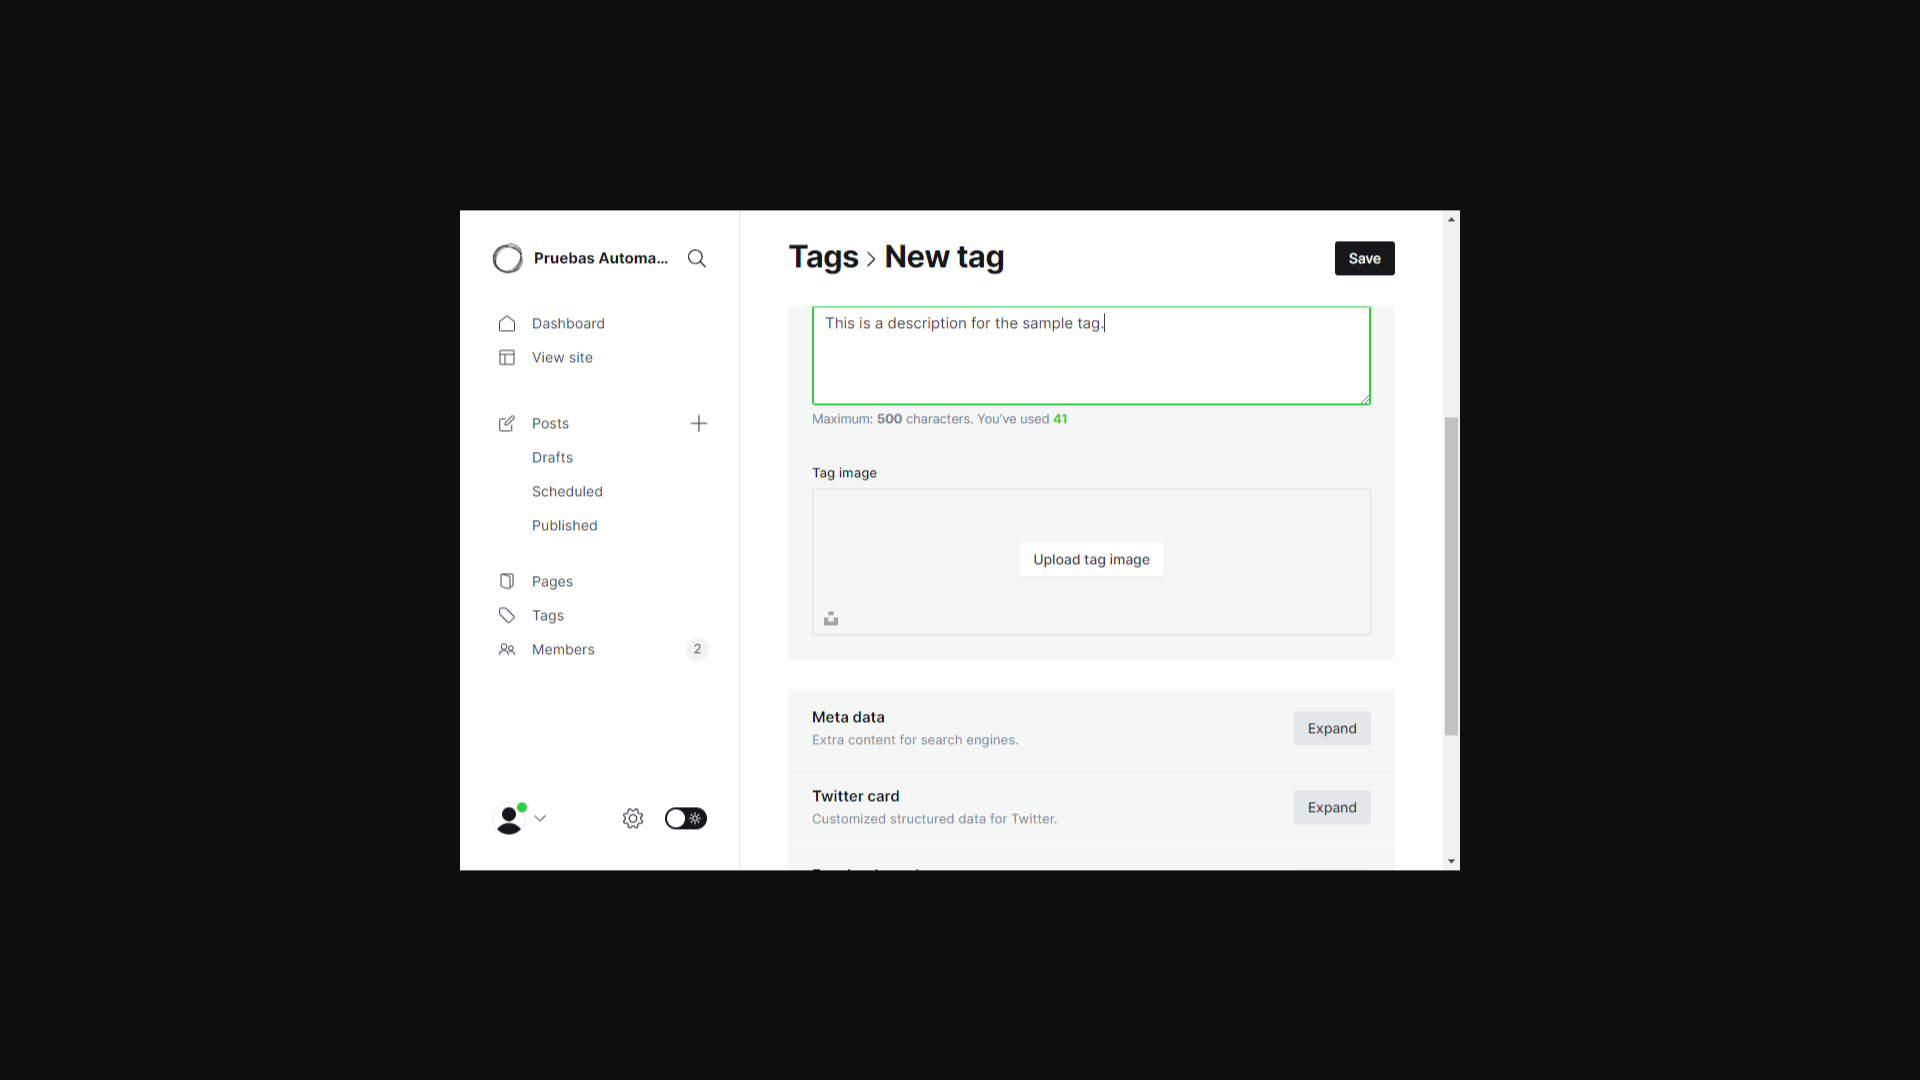 Pruebas Automa...
Dashboard
View site
Posts
Drafts
Scheduled
Published
Pages
Tags
Members
2
Tags > New tag
Save
This is a description for the sample tag.
Maximum: 500 characters. You've used 41
Tag image
Upload tag image
Meta data
Extra content for search engines.
Expand
Twitter card
Customized structured data for Twitter.
Expand